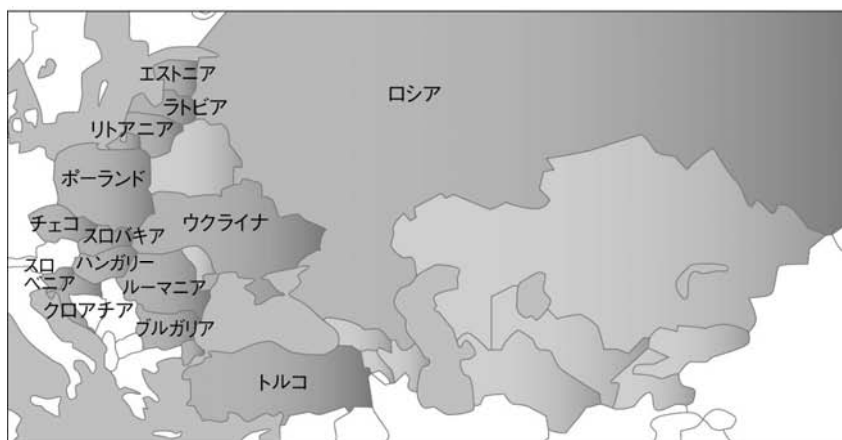 エストニア
ラトビア
ロシア
リトアニア
ポーランド
チェコ
スロバキア
ウクライナ
スロ
ベニア
ハンガリー
ルーマニア
クロアチア
ブルガリア
トルコ